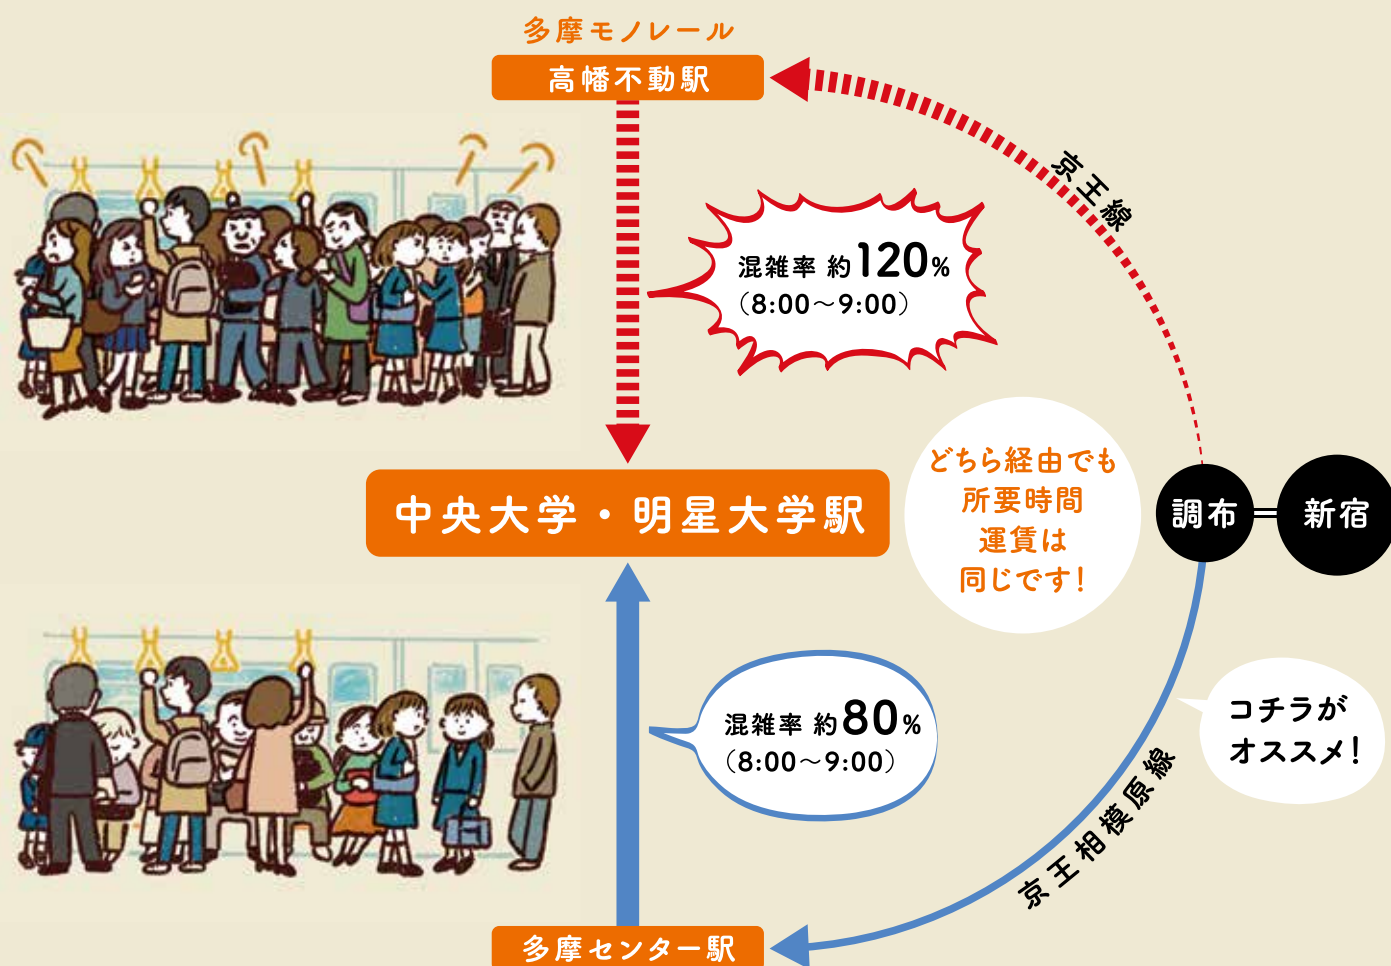 多摩モノレール
高幡不動駅
京王線
混雑率 約120%
（8:00〜9:00）
どちら経由でも
所要時間
運賃は
同じです！
中央大学・明星大学駅
調布
新宿
混雑率 約80%
（8:00〜9:00）
コチラが
オススメ！
京王相模原線
多摩センター駅